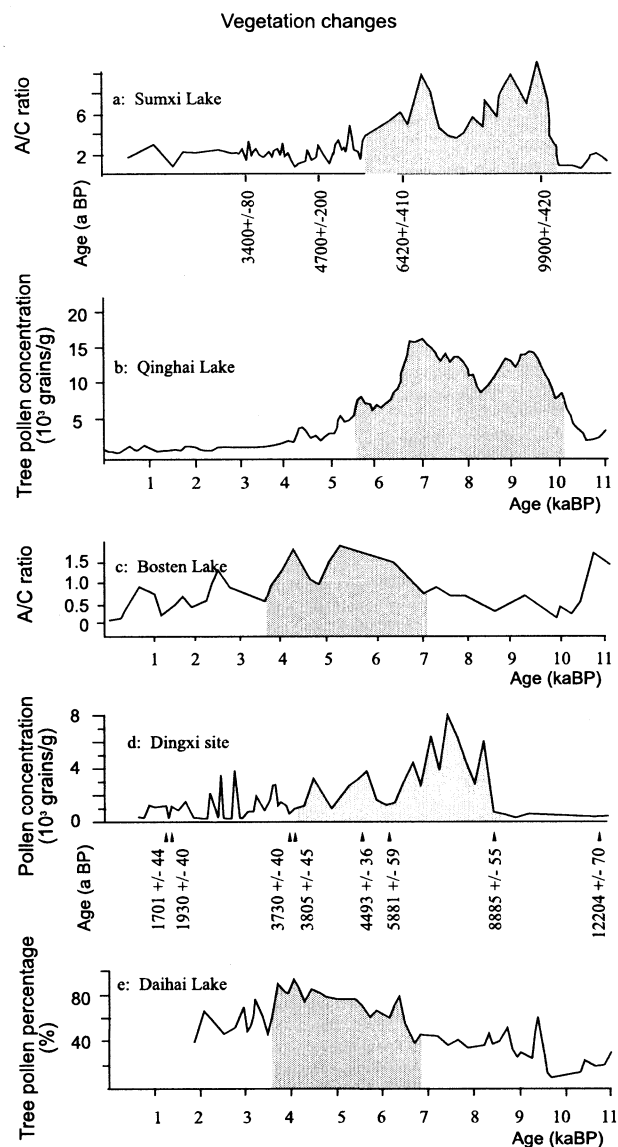 Vegetation changes
A/C ratio
6
2
a: Sumxi Lake
Age (a BP)
3400+/-80
4700+/-200
6420+/-410
9900+/-420
Tree pollen concentration
(10³ grains/g)
20
15
10
5
b: Qinghai Lake
1 2 3 4 5 6 7 8 9 10 11
Age (kaBP)
A/C ratio
1.5
1.0
0.5
0
c: Bosten Lake
1 2 3 4 5 6 7 8 9 10 11
Age (kaBP)
Pollen concentration
(10³ grains/g)
8
4
0
d: Dingxi site
Age (a BP)
1701 +/- 44
1930 +/- 40
3730 +/- 40
3805 +/- 45
4493 +/- 36
5881 +/- 59
8885 +/- 55
12204 +/- 70
Tree pollen percentage
(%)
80
40
e: Daihai Lake
1 2 3 4 5 6 7 8 9 10 11
Age (kaBP)